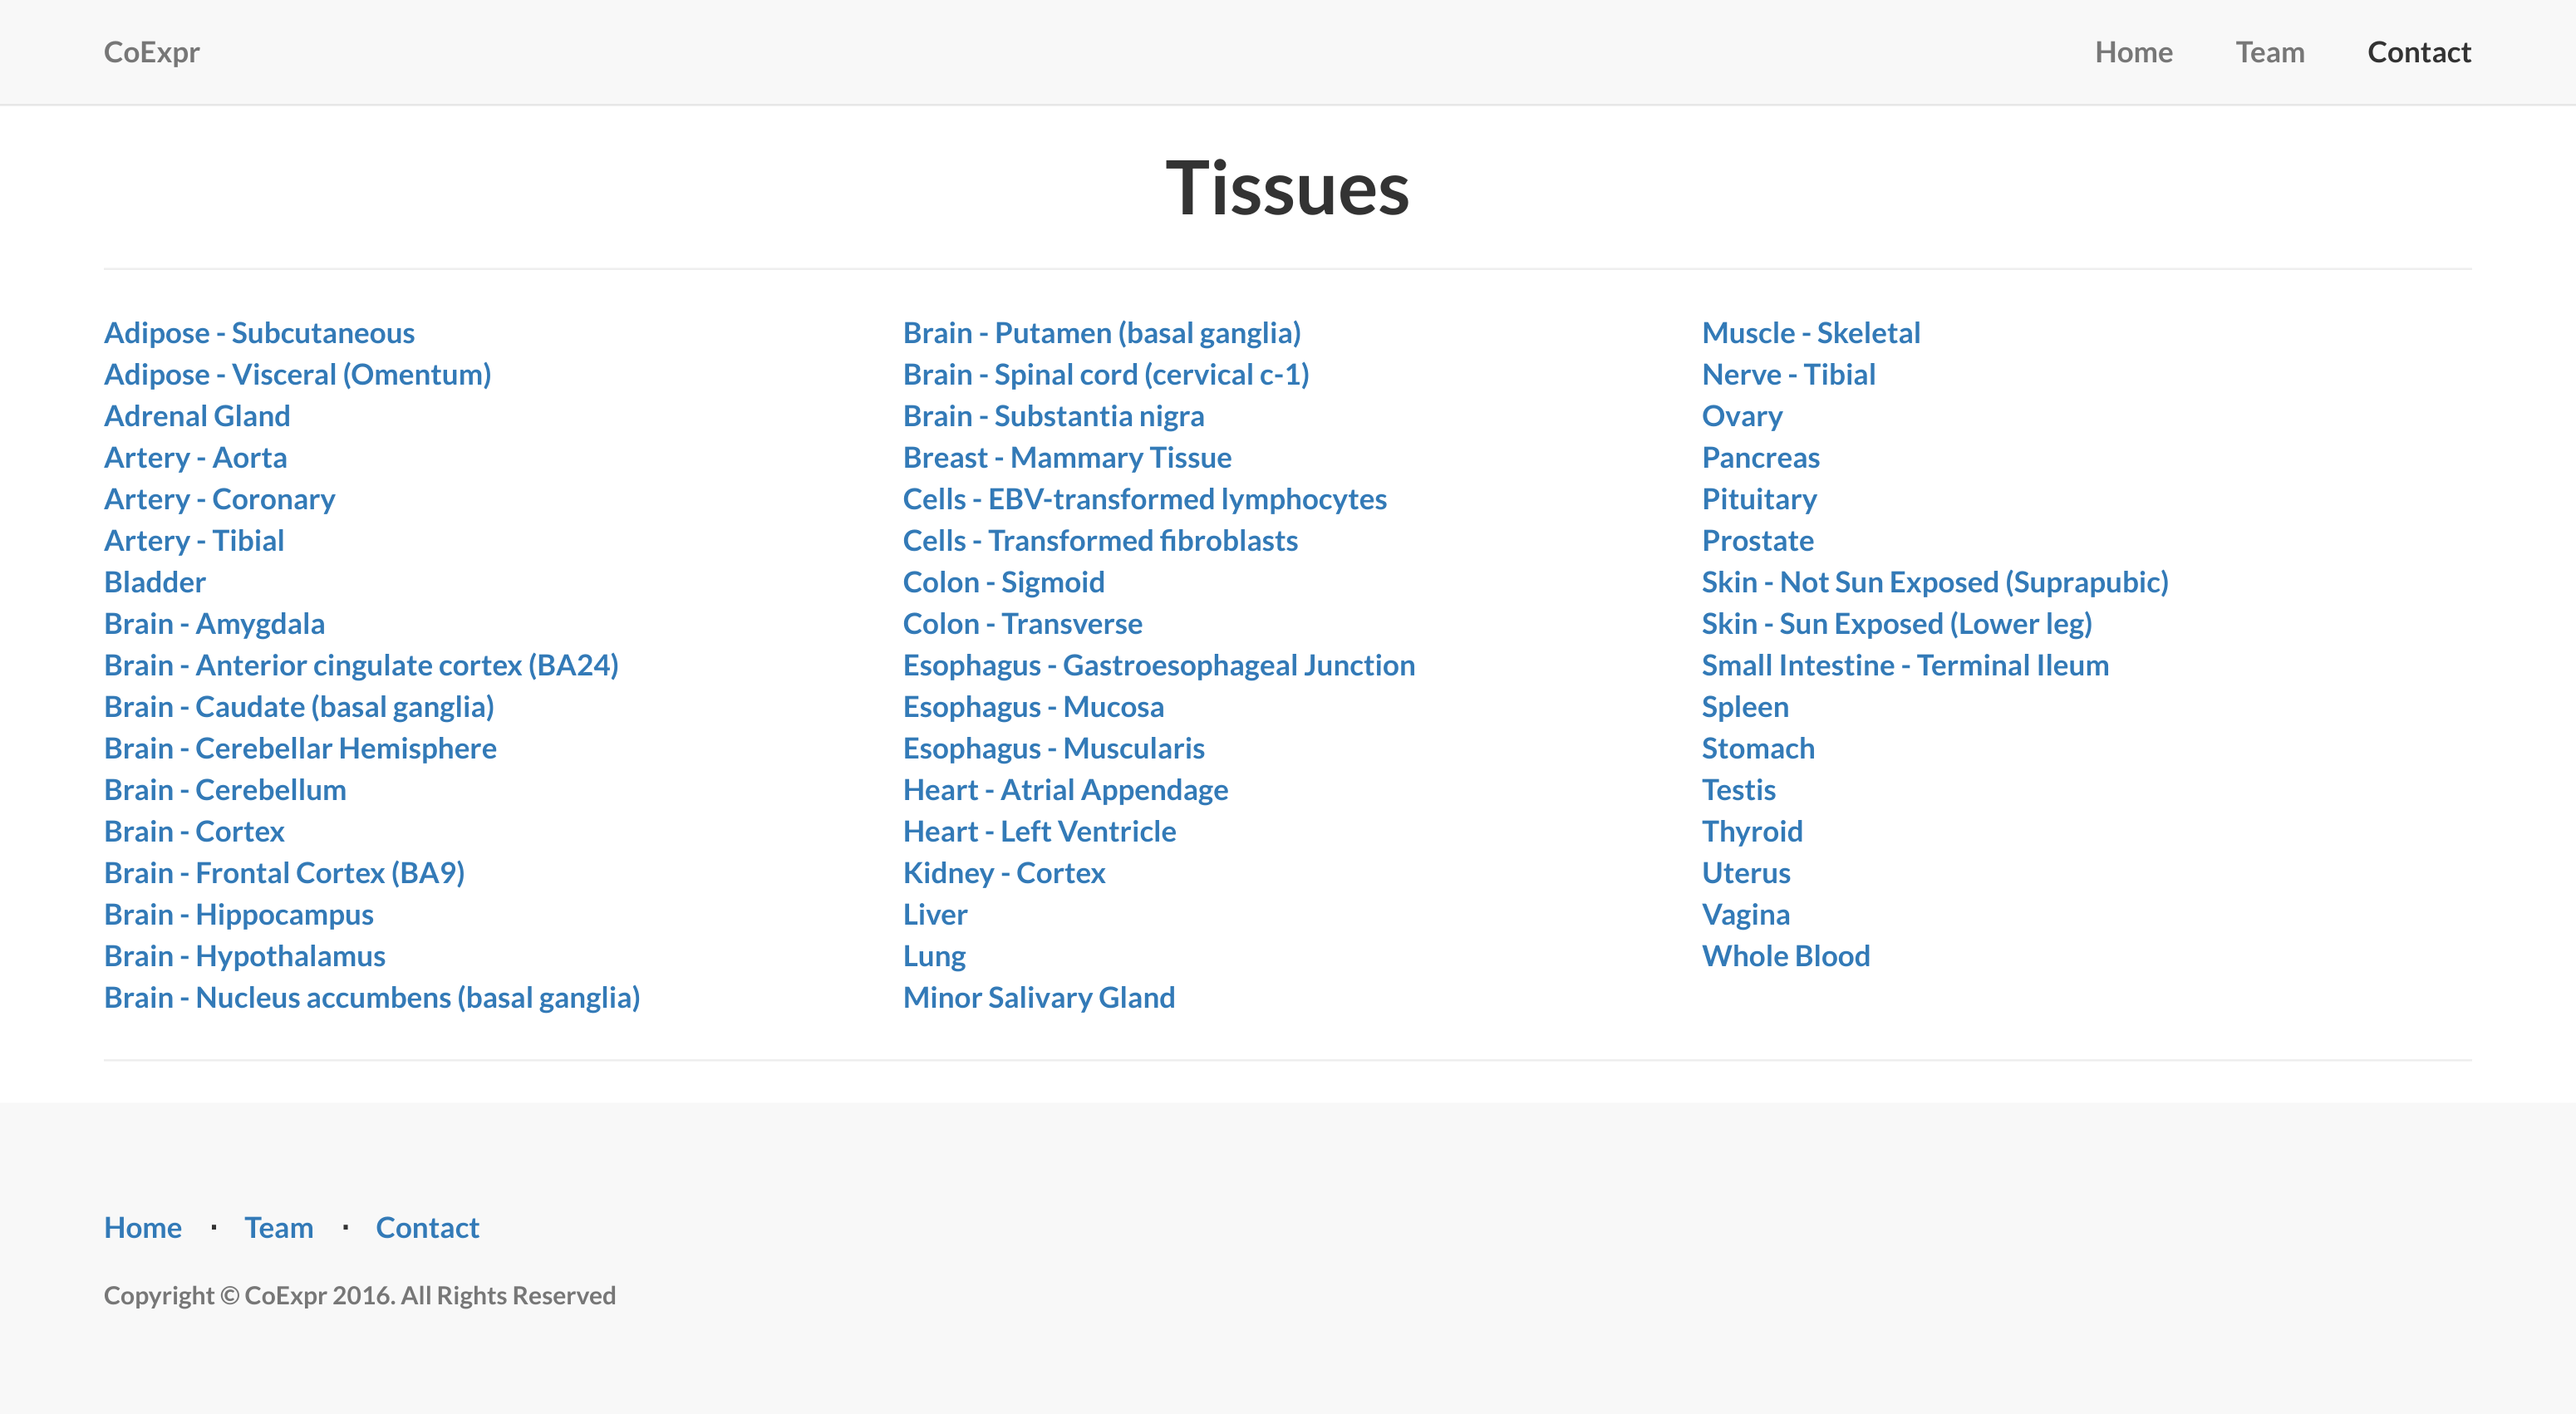 CoExpr
Home Team Contact
Tissues
Adipose - Subcutaneous
Adipose - Visceral (Omentum)
Adrenal Gland
Artery - Aorta
Artery - Coronary
Artery - Tibial
Bladder
Brain - Amygdala
Brain - Anterior cingulate cortex (BA24)
Brain - Caudate (basal ganglia)
Brain - Cerebellar Hemisphere
Brain - Cerebellum
Brain - Cortex
Brain - Frontal Cortex (BA9)
Brain - Hippocampus
Brain - Hypothalamus
Brain - Nucleus accumbens (basal ganglia)
Brain - Putamen (basal ganglia)
Brain - Spinal cord (cervical c-1)
Brain - Substantia nigra
Breast - Mammary Tissue
Cells - EBV-transformed lymphocytes
Cells - Transformed fibroblasts
Colon - Sigmoid
Colon - Transverse
Esophagus - Gastroesophageal Junction
Esophagus - Mucosa
Esophagus - Muscularis
Heart - Atrial Appendage
Heart - Left Ventricle
Kidney - Cortex
Liver
Lung
Minor Salivary Gland
Muscle - Skeletal
Nerve - Tibial
Ovary
Pancreas
Pituitary
Prostate
Skin - Not Sun Exposed (Suprapubic)
Skin - Sun Exposed (Lower leg)
Small Intestine - Terminal Ileum
Spleen
Stomach
Testis
Thyroid
Uterus
Vagina
Whole Blood
Home · Team · Contact
Copyright © CoExpr 2016. All Rights Reserved